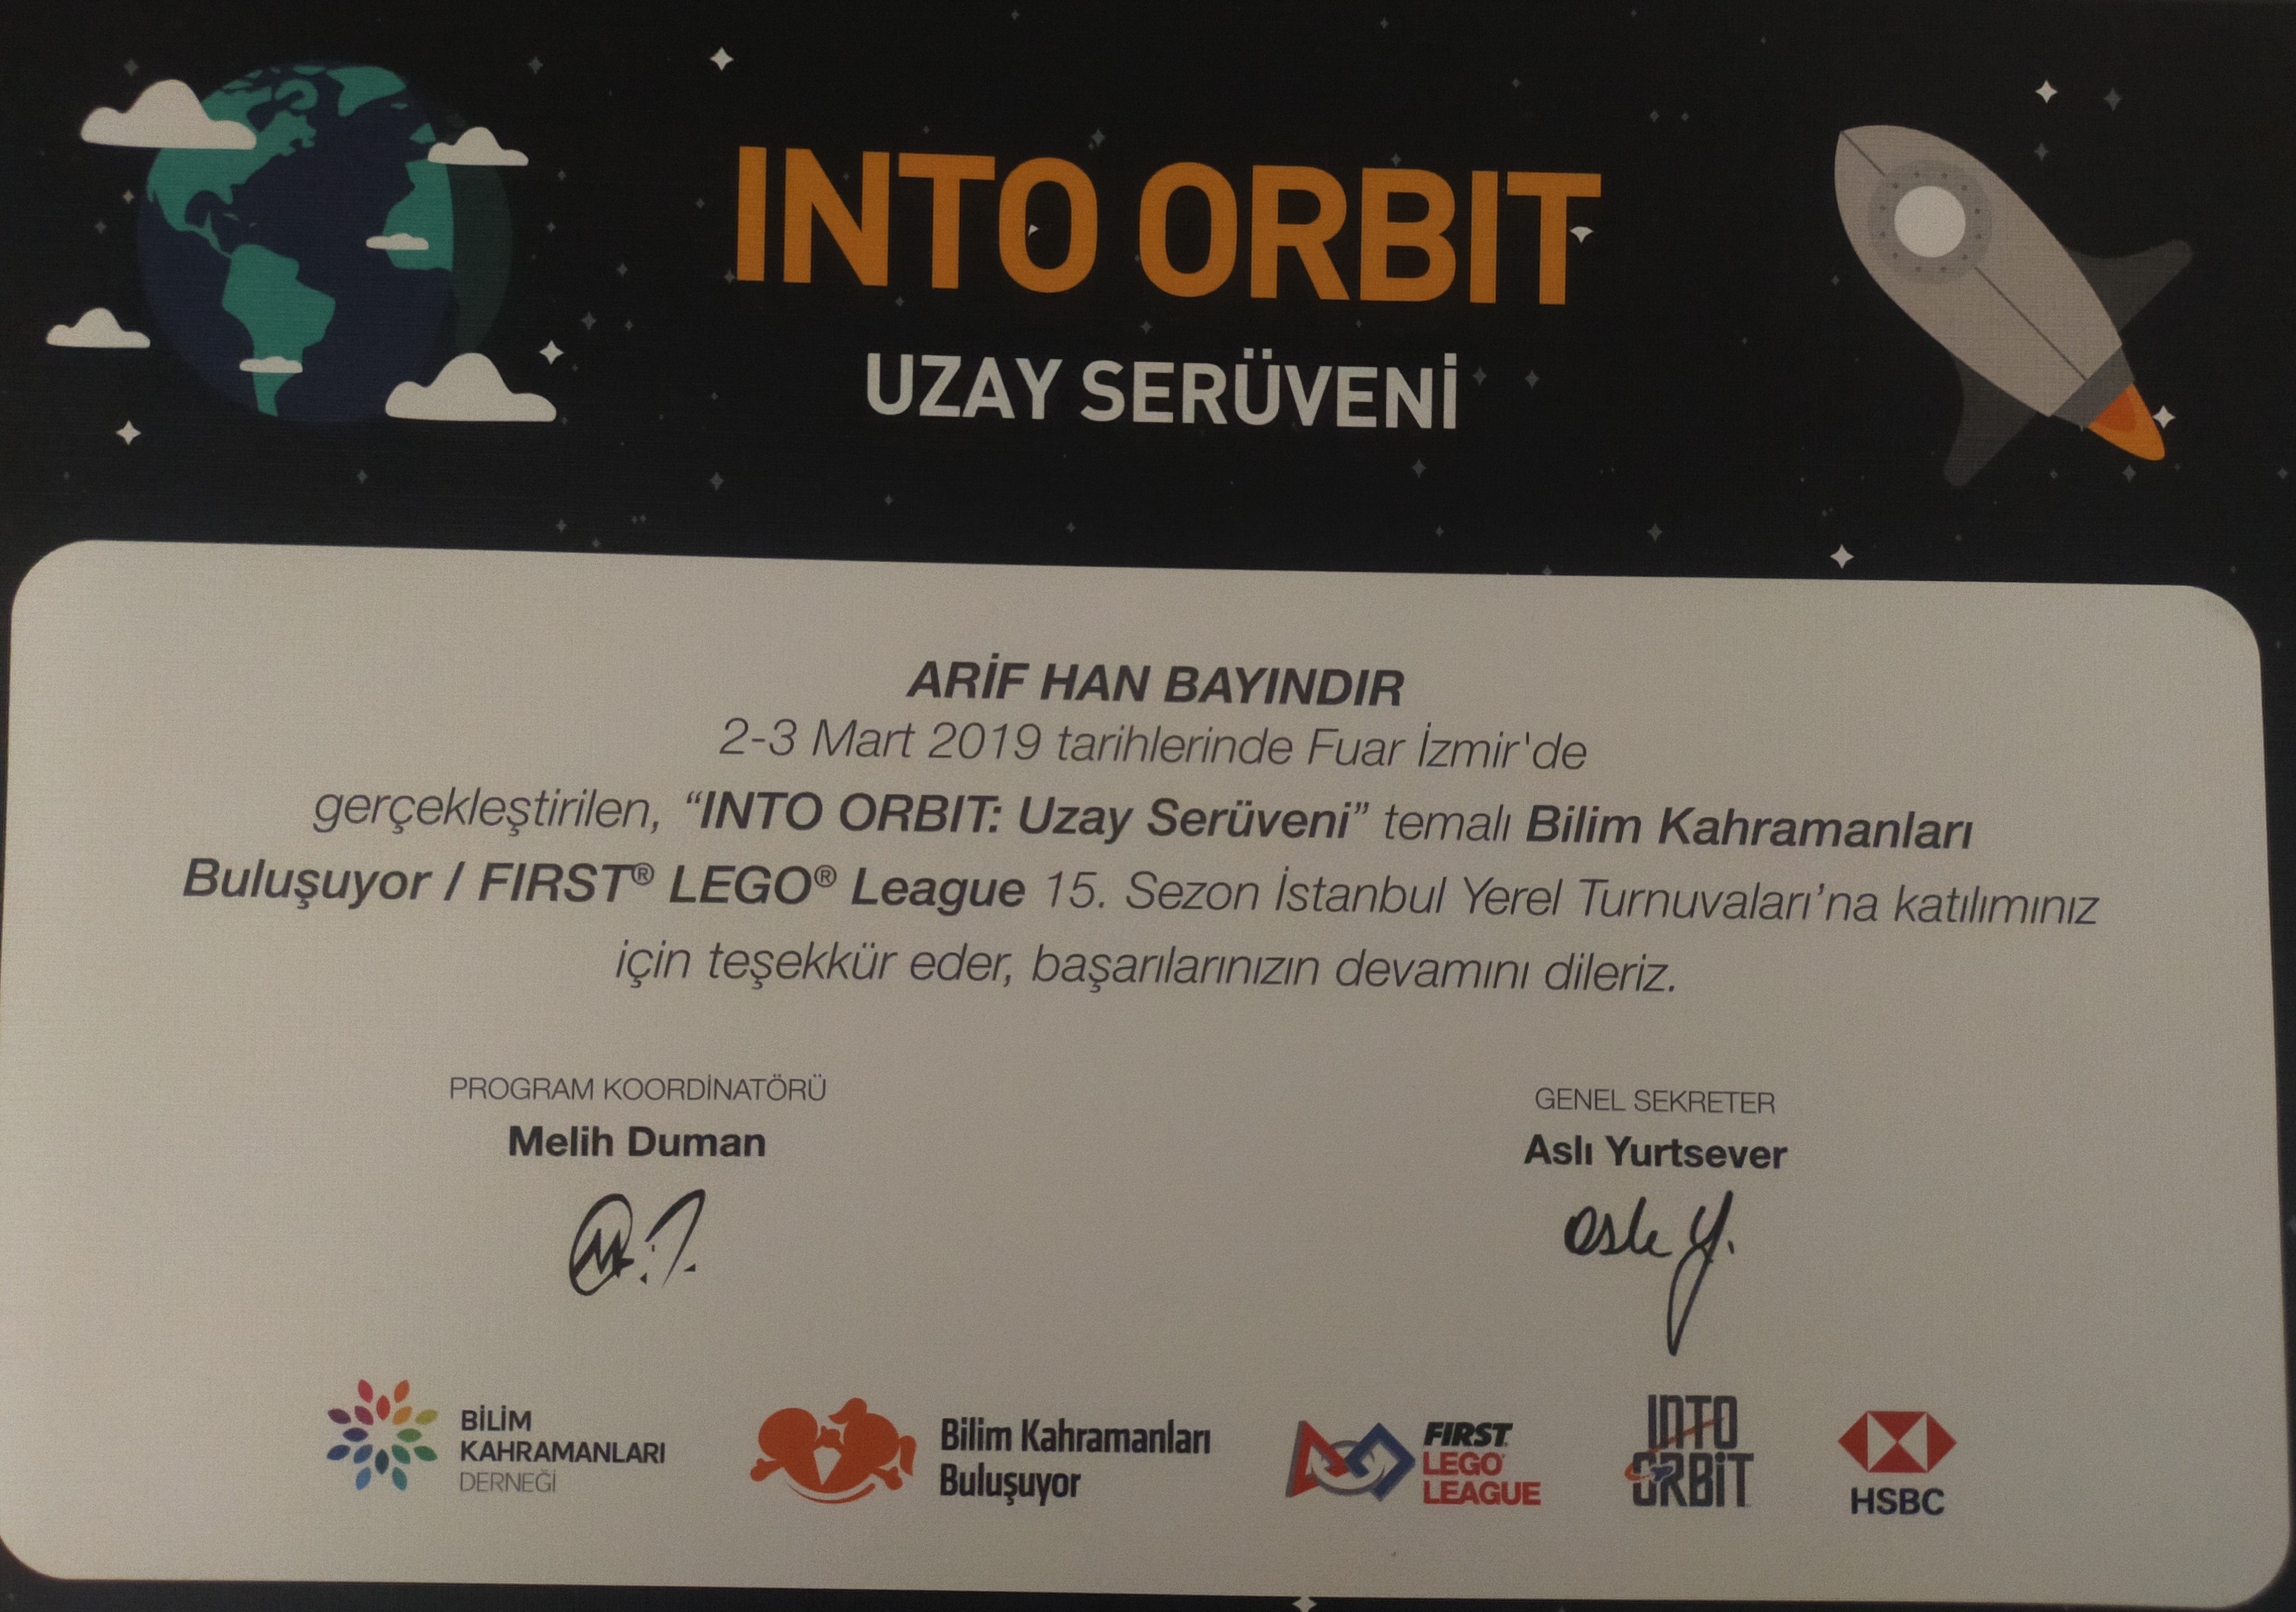 INTO ORBIT
UZAY SERÜVENİ
ARİF HAN BAYINDIR
2-3 Mart 2019 tarihlerinde Fuar İzmir'de
gerçekleştirilen, “INTO ORBIT: Uzay Serüveni” temalı Bilim Kahramanları
Buluşuyor / FIRST® LEGO® League 15. Sezon İstanbul Yerel Turnuvaları’na katılımınız
için teşekkür eder, başarılarınızın devamını dileriz.
PROGRAM KOORDİNATÖRÜ
Melih Duman
GENEL SEKRETER
Aslı Yurtsever
BİLİM
KAHRAMANLARI
DERNEĞİ
Bilim Kahramanları
Buluşuyor
FIRST
LEGO
LEAGUE
INTO
ORBIT
HSBC